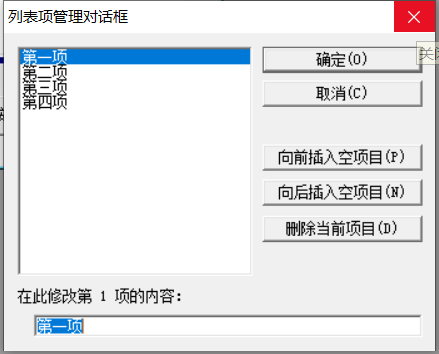 列表项管理对话框
第一项
第二项
第三项
第四项
确定(O)
取消(C)
向前插入空项目(P)
向后插入空项目(N)
删除当前项目(D)
在此修改第 1 项的内容:
第一项